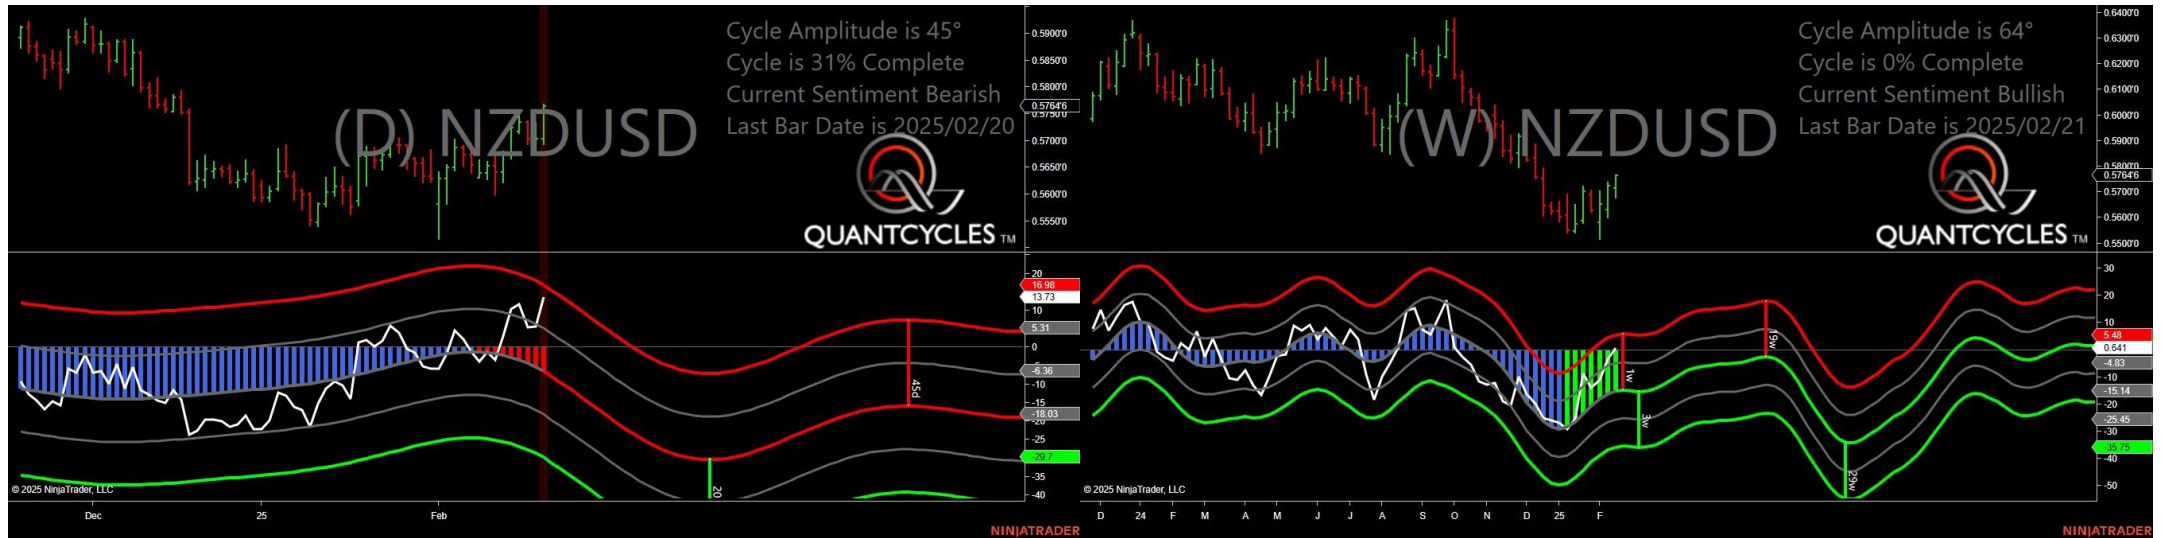 Cycle Amplitude is 45°
Cycle is 31% Complete
Current Sentiment Bearish
Last Bar Date is 2025/02/20
(D) NZDUSD
QUANTCYCLES TM
0.5900'0
0.5850'0
0.5800'0
0.5764'6
0.5750'0
0.5700'0
0.5650'0
0.5600'0
0.5550'0
20
16.98
13.73
10
5.31
0
-6.36
-10
-15
-18.03
-20
-25
-29.7
-35
-40
45d
20
© 2025 NinjaTrader, LLC
Dec 25 Feb
NINJATRADER
Cycle Amplitude is 64°
Cycle is 0% Complete
Current Sentiment Bullish
Last Bar Date is 2025/02/21
(W) NZDUSD
QUANTCYCLES TM
0.6400'0
0.6300'0
0.6200'0
0.6100'0
0.6000'0
0.5900'0
0.5800'0
0.5764'6
0.5700'0
0.5600'0
0.5500'0
30
20
10
5.48
0.641
-4.83
-10
-15.14
-20
-25.45
-30
-35.75
-40
-50
1w
3w
19w
29w
© 2025 NinjaTrader, LLC
D 24 F M A M J J A S O N D 25 F
NINJATRADER